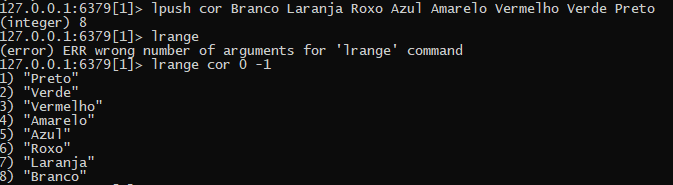 127.0.0.1:6379[1]> lpush cor Branco Laranja Roxo Azul Amarelo Vermelho Verde Preto
(integer) 8
127.0.0.1:6379[1]> lrange
(error) ERR wrong number of arguments for 'lrange' command
127.0.0.1:6379[1]> lrange cor 0 -1
1) "Preto"
2) "Verde"
3) "Vermelho"
4) "Amarelo"
5) "Azul"
6) "Roxo"
7) "Laranja"
8) "Branco"